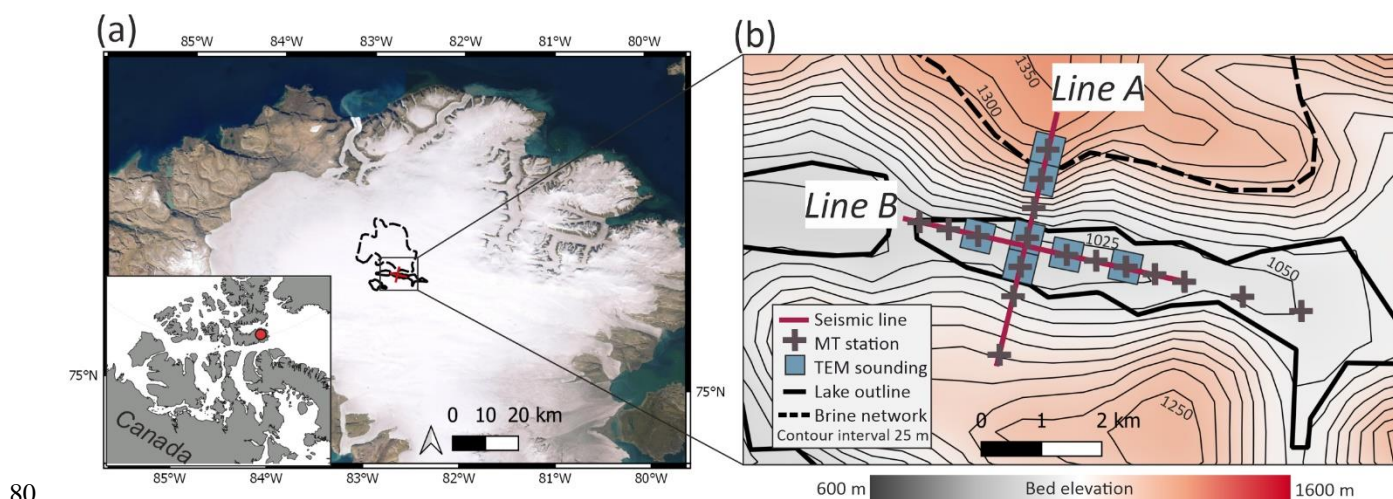 (a)
85°W 84°W 83°W 82°W 81°W 80°W
75°N
Canada
0 10 20 km
85°W 84°W 83°W 82°W 81°W 80°W
(b)
1350
1300
Line A
Line B
1025
1050
Seismic line
MT station
TEM sounding
Lake outline
Brine network
Contour interval 25 m
0 1 2 km
1250
75°N
600 m Bed elevation 1600 m
80